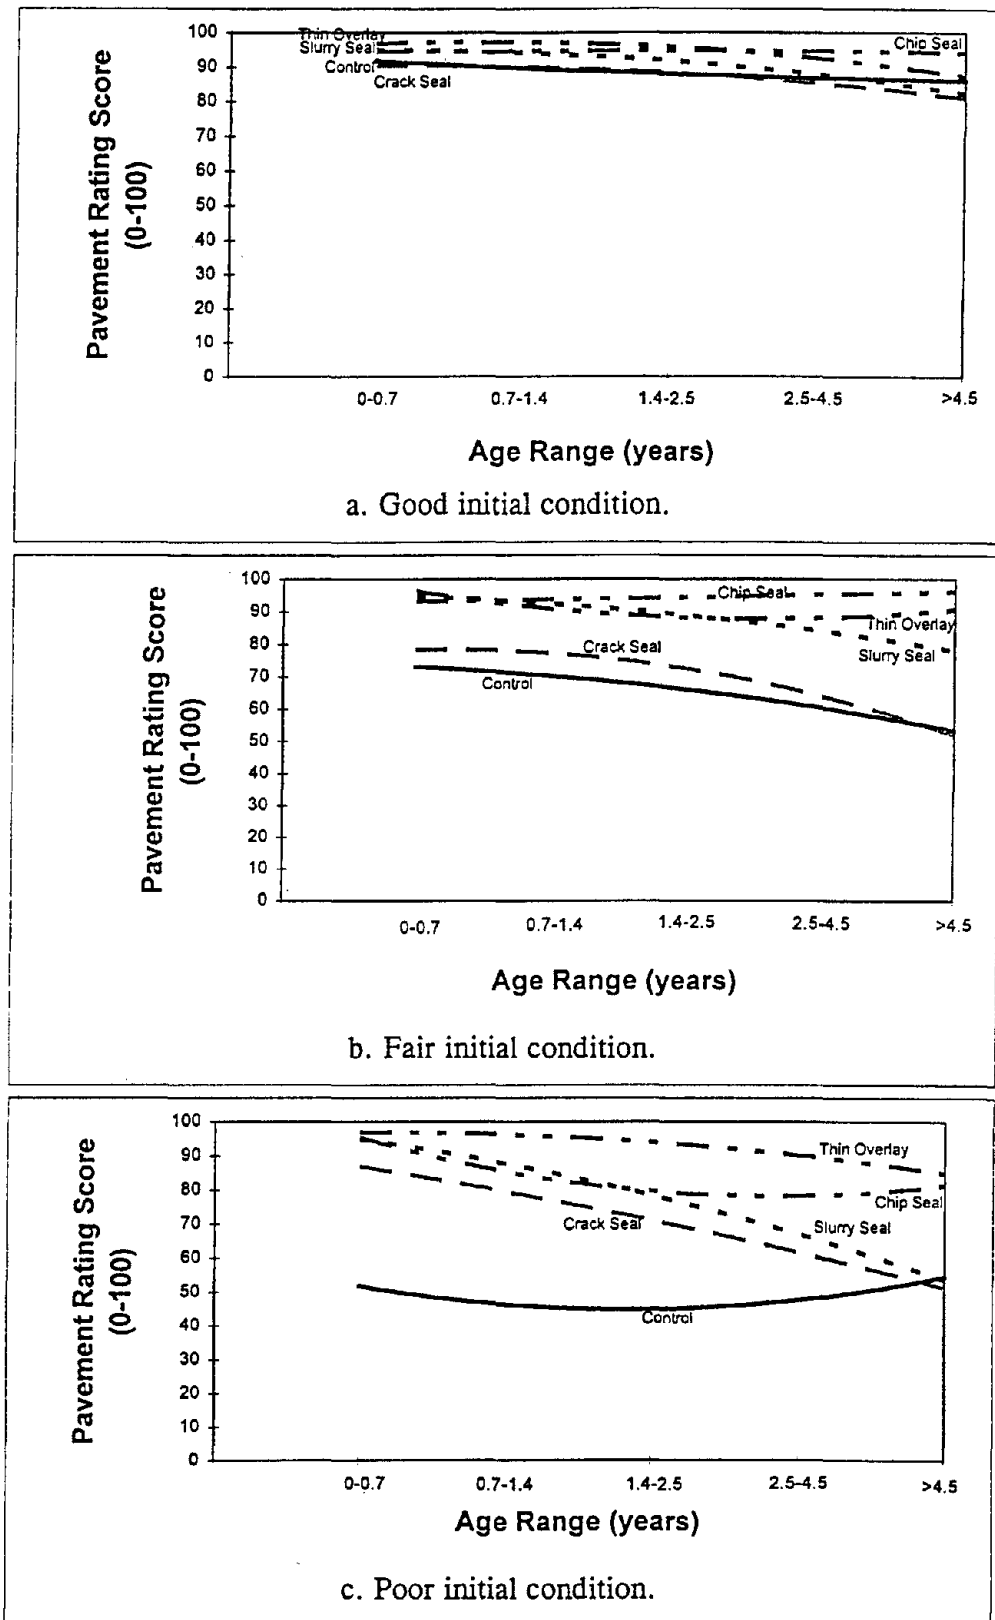 Pavement Rating Score
(0-100)
100
90
80
70
60
50
40
30
20
10
0
Thin Overlay
Slurry Seal
Control
Crack Seal
Chip Seal
0-0.7 0.7-1.4 1.4-2.5 2.5-4.5 >4.5
Age Range (years)
a. Good initial condition.
Pavement Rating Score
(0-100)
100
90
80
70
60
50
40
30
20
10
0
Chip Seal
Thin Overlay
Slurry Seal
Crack Seal
Control
0-0.7 0.7-1.4 1.4-2.5 2.5-4.5 >4.5
Age Range (years)
b. Fair initial condition.
Pavement Rating Score
(0-100)
100
90
80
70
60
50
40
30
20
10
0
Thin Overlay
Chip Seal
Slurry Seal
Crack Seal
Control
0-0.7 0.7-1.4 1.4-2.5 2.5-4.5 >4.5
Age Range (years)
c. Poor initial condition.